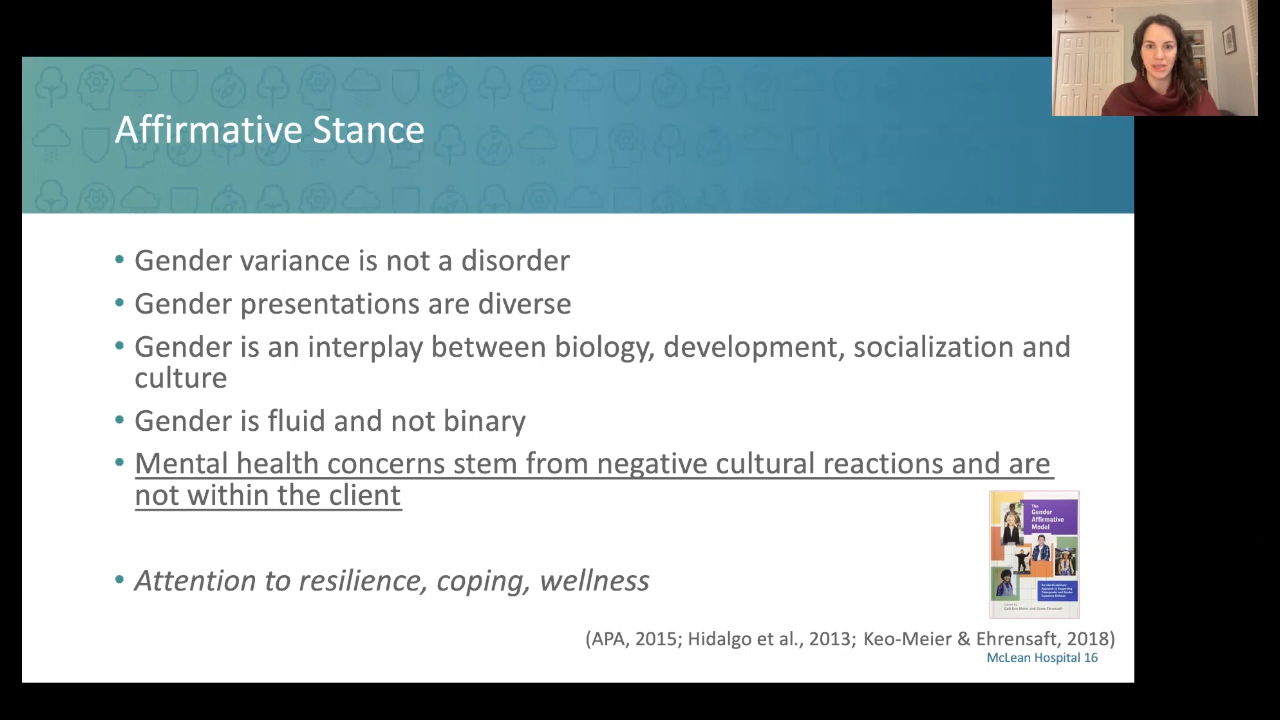 Affirmative Stance
• Gender variance is not a disorder
• Gender presentations are diverse
• Gender is an interplay between biology, development, socialization and
culture
• Gender is fluid and not binary
• Mental health concerns stem from negative cultural reactions and are
not within the client
The
Gender
Affirmative
Model
• Attention to resilience, coping, wellness
(APA, 2015; Hidalgo et al., 2013; Keo-Meier & Ehrensaft, 2018)
McLean Hospital 16